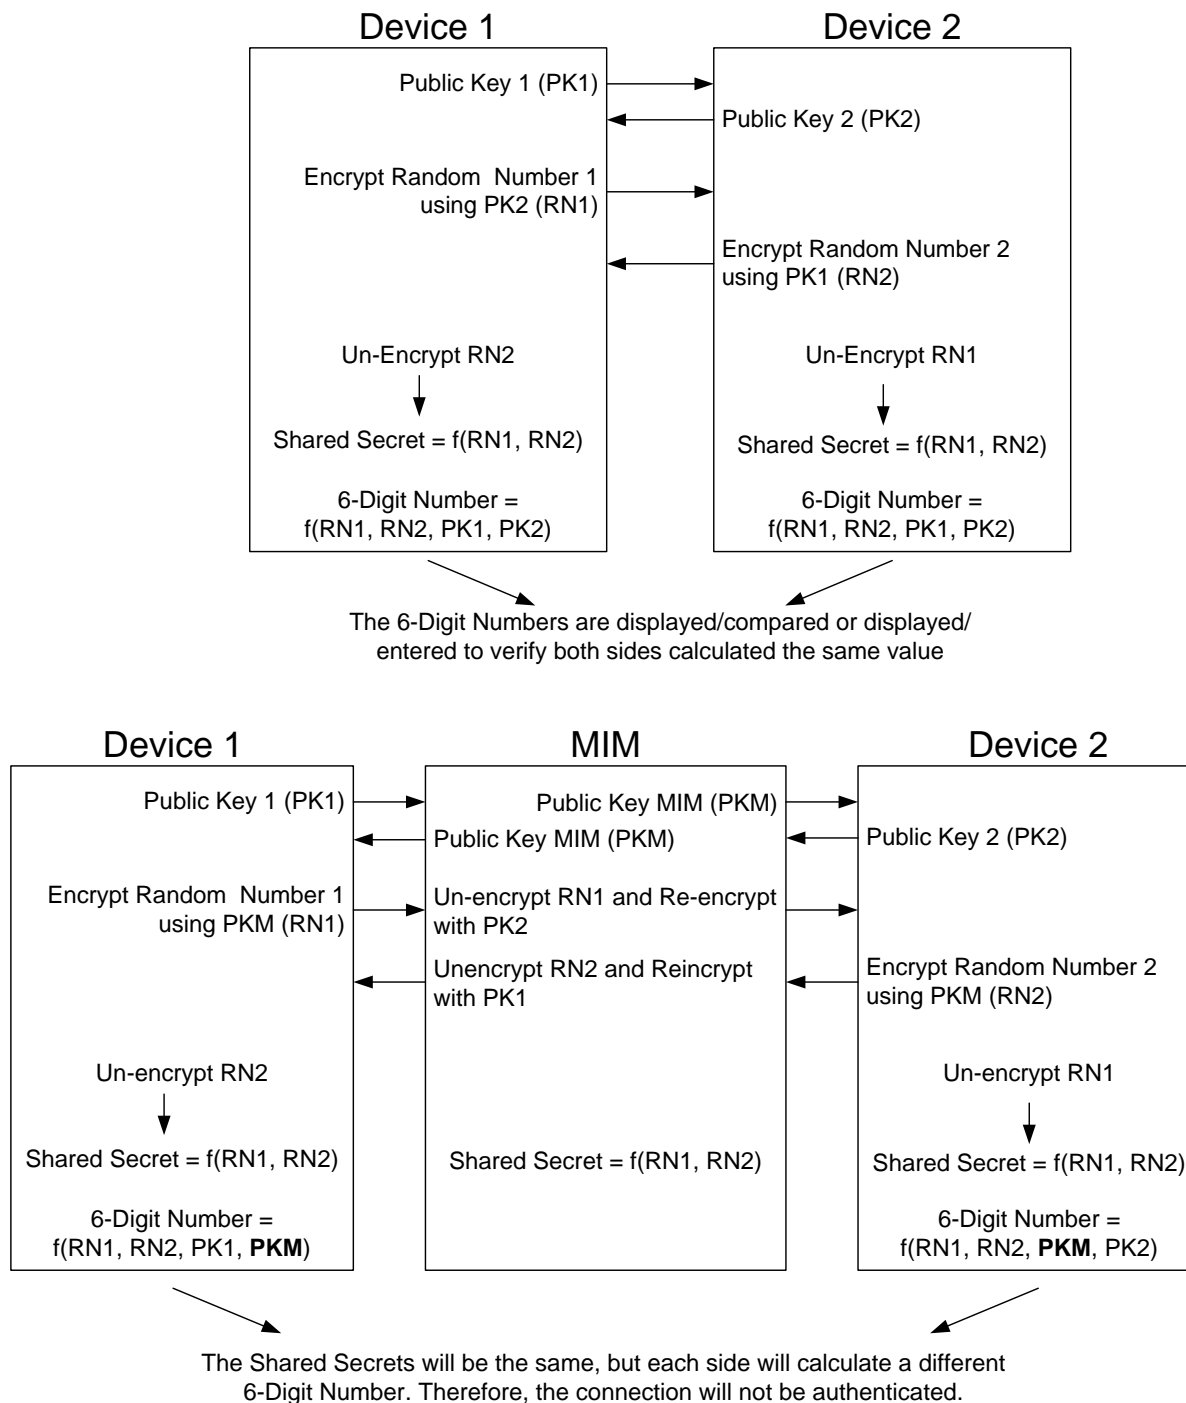 Device 1
Device 2
Public Key 1 (PK1)
Public Key 2 (PK2)
Encrypt Random  Number 1
using PK2 (RN1)
Encrypt Random Number 2
using PK1 (RN2)
Un-Encrypt RN2
Un-Encrypt RN1
Shared Secret = f(RN1, RN2)
Shared Secret = f(RN1, RN2)
6-Digit Number =
f(RN1, RN2, PK1, PK2)
6-Digit Number =
f(RN1, RN2, PK1, PK2)
The 6-Digit Numbers are displayed/compared or displayed/
entered to verify both sides calculated the same value
Device 1
MIM
Device 2
Public Key 1 (PK1)
Public Key MIM (PKM)
Public Key MIM (PKM)
Public Key 2 (PK2)
Encrypt Random  Number 1
using PKM (RN1)
Un-encrypt RN1 and Re-encrypt
with PK2
Unencrypt RN2 and Reincrypt
with PK1
Encrypt Random Number 2
using PKM (RN2)
Un-encrypt RN2
Un-encrypt RN1
Shared Secret = f(RN1, RN2)
Shared Secret = f(RN1, RN2)
Shared Secret = f(RN1, RN2)
6-Digit Number =
f(RN1, RN2, PK1, PKM)
6-Digit Number =
f(RN1, RN2, PKM, PK2)
The Shared Secrets will be the same, but each side will calculate a different
6-Digit Number. Therefore, the connection will not be authenticated.